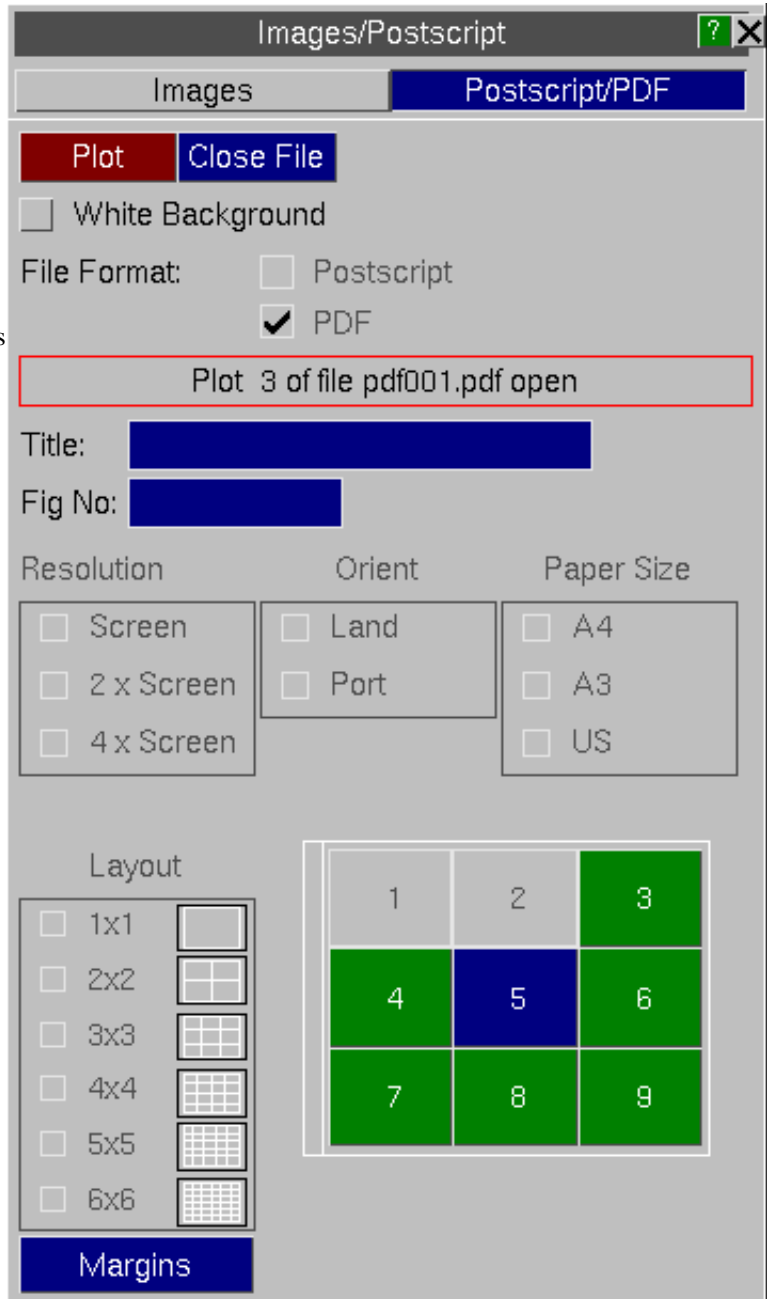 Images/Postscript ?
Images Postscript/PDF
Plot Close File
White Background
File Format: Postscript
PDF
s
Plot 3 of file pdf001.pdf open
Title:
Fig No:
Resolution Orient Paper Size
Screen Land A4
2 x Screen Port A3
4 x Screen US
Layout
1x1
2x2
3x3
4x4
5x5
6x6
1 2 3
4 5 6
7 8 9
Margins